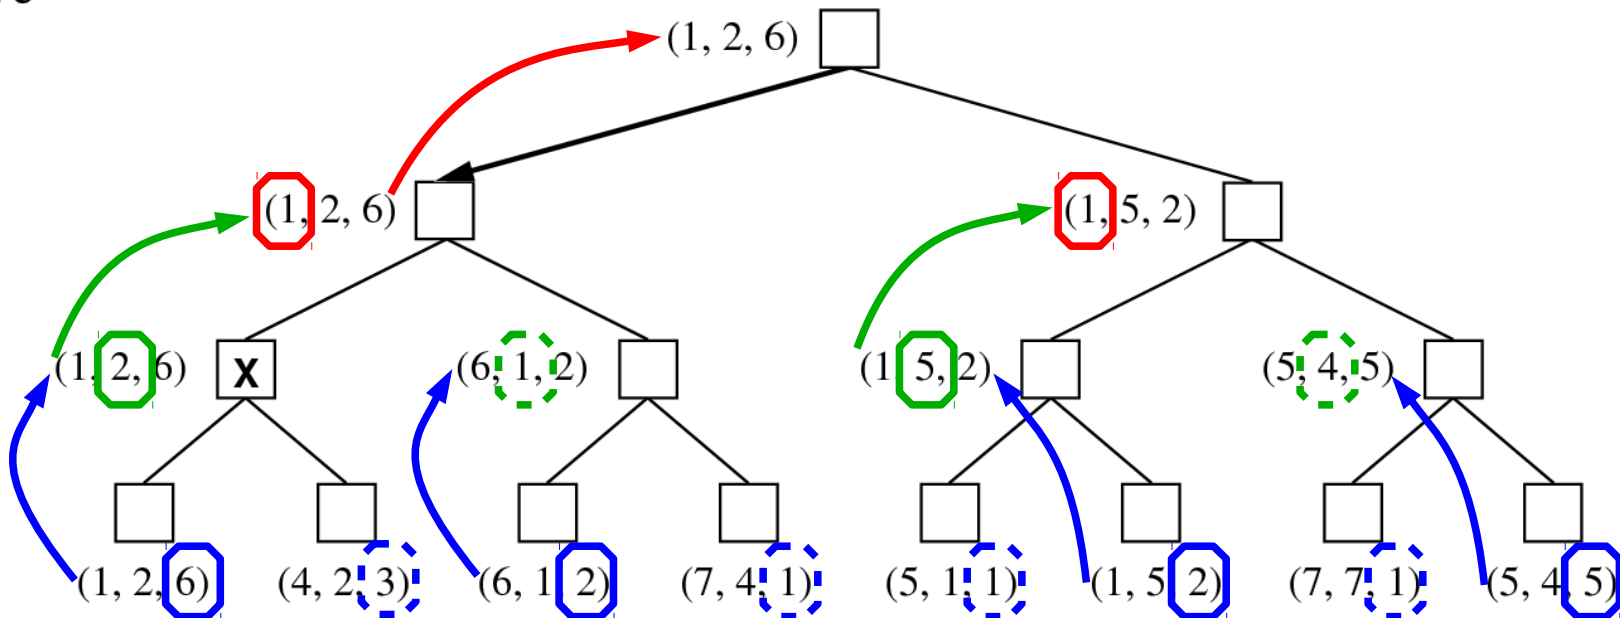 (1, 2, 6)
(1, 2, 6)
(1, 5, 2)
(1, 2, 6)
X
(6, 1, 2)
(1, 5, 2)
(5, 4, 5)
(1, 2, 6)
(4, 2, 3)
(6, 1, 2)
(7, 4, 1)
(5, 1, 1)
(1, 5, 2)
(7, 7, 1)
(5, 4, 5)